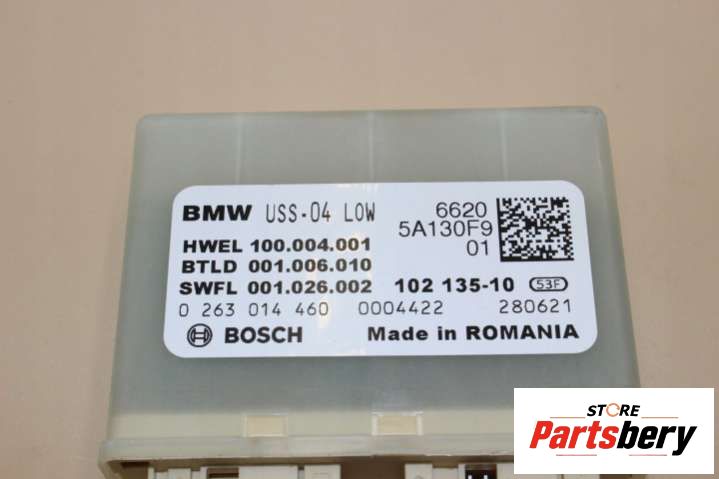 BMW USS-04 LOW 6620
5A130F9
HWEL 100.004.001 01
BTLD 001.006.010
SWFL 001.026.002 102 135-10 53F
0 263 014 460 0004422 280621
BOSCH Made in ROMANIA
STORE
Partsbery